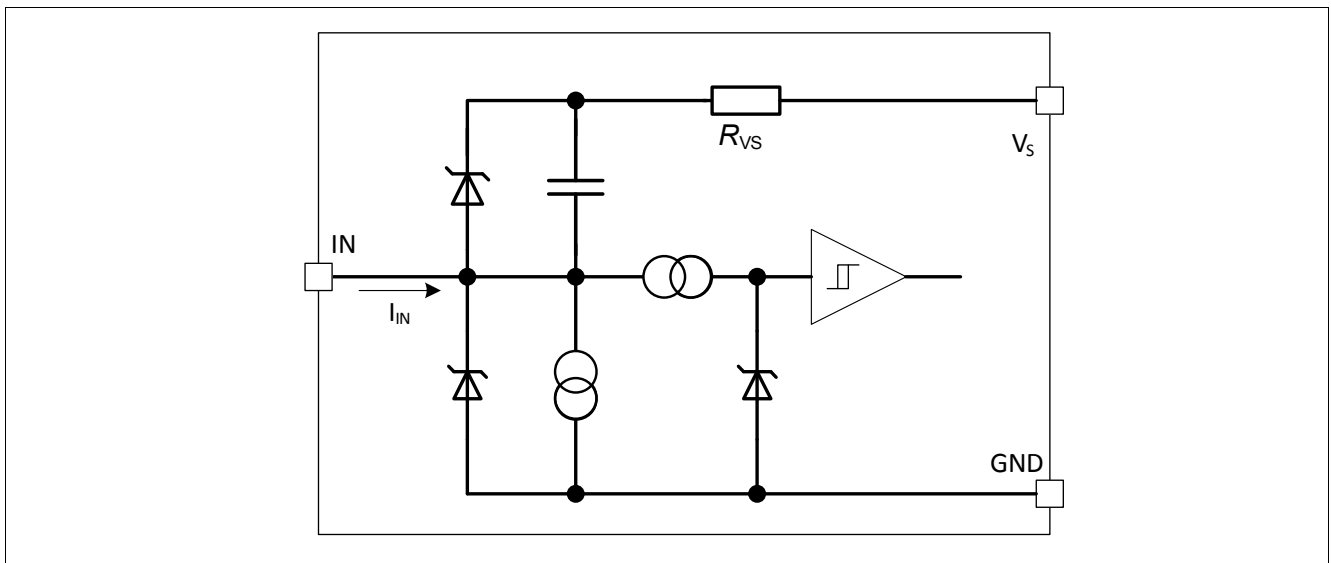 R_VS
V_S
IN
I_IN
GND